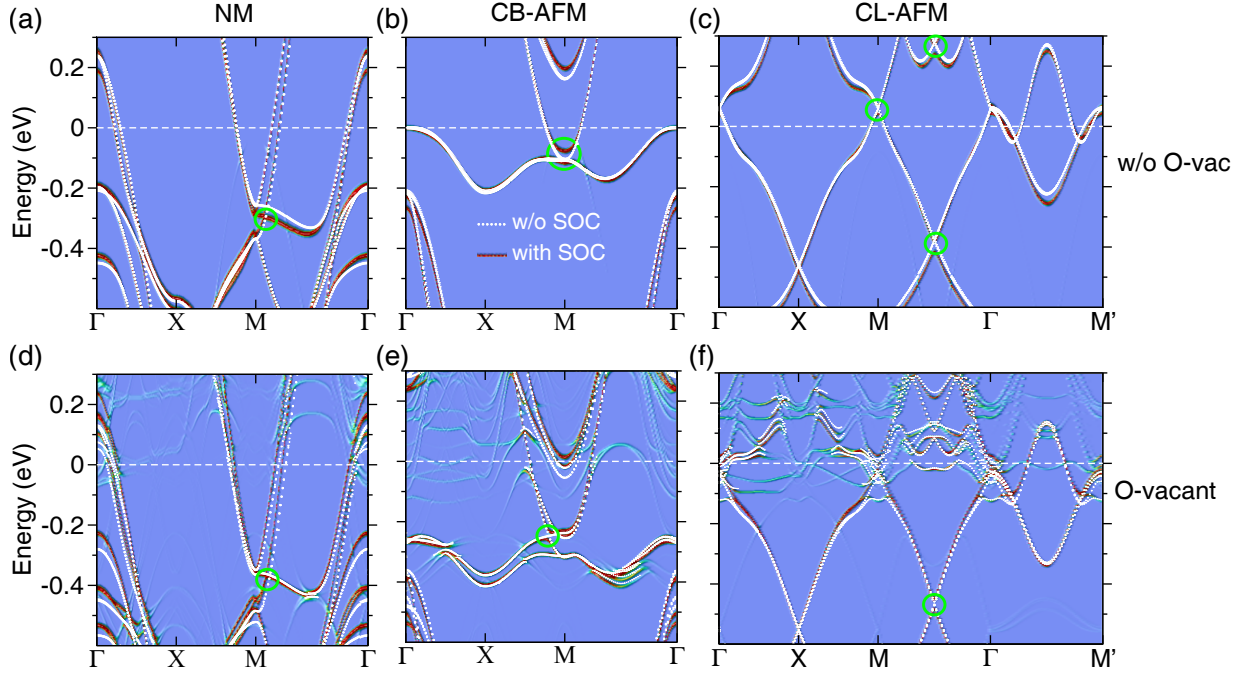 (a) NM (b) CB-AFM (c) CL-AFM
Energy (eV)
0.2
0
-0.2
-0.4
w/o SOC
with SOC
w/o O-vac
Γ X M Γ
Γ X M Γ
X M Γ M'
(d) (e) (f)
Energy (eV)
0.2
0
-0.2
-0.4
O-vacant
Γ X M Γ
Γ X M Γ
X M Γ M'